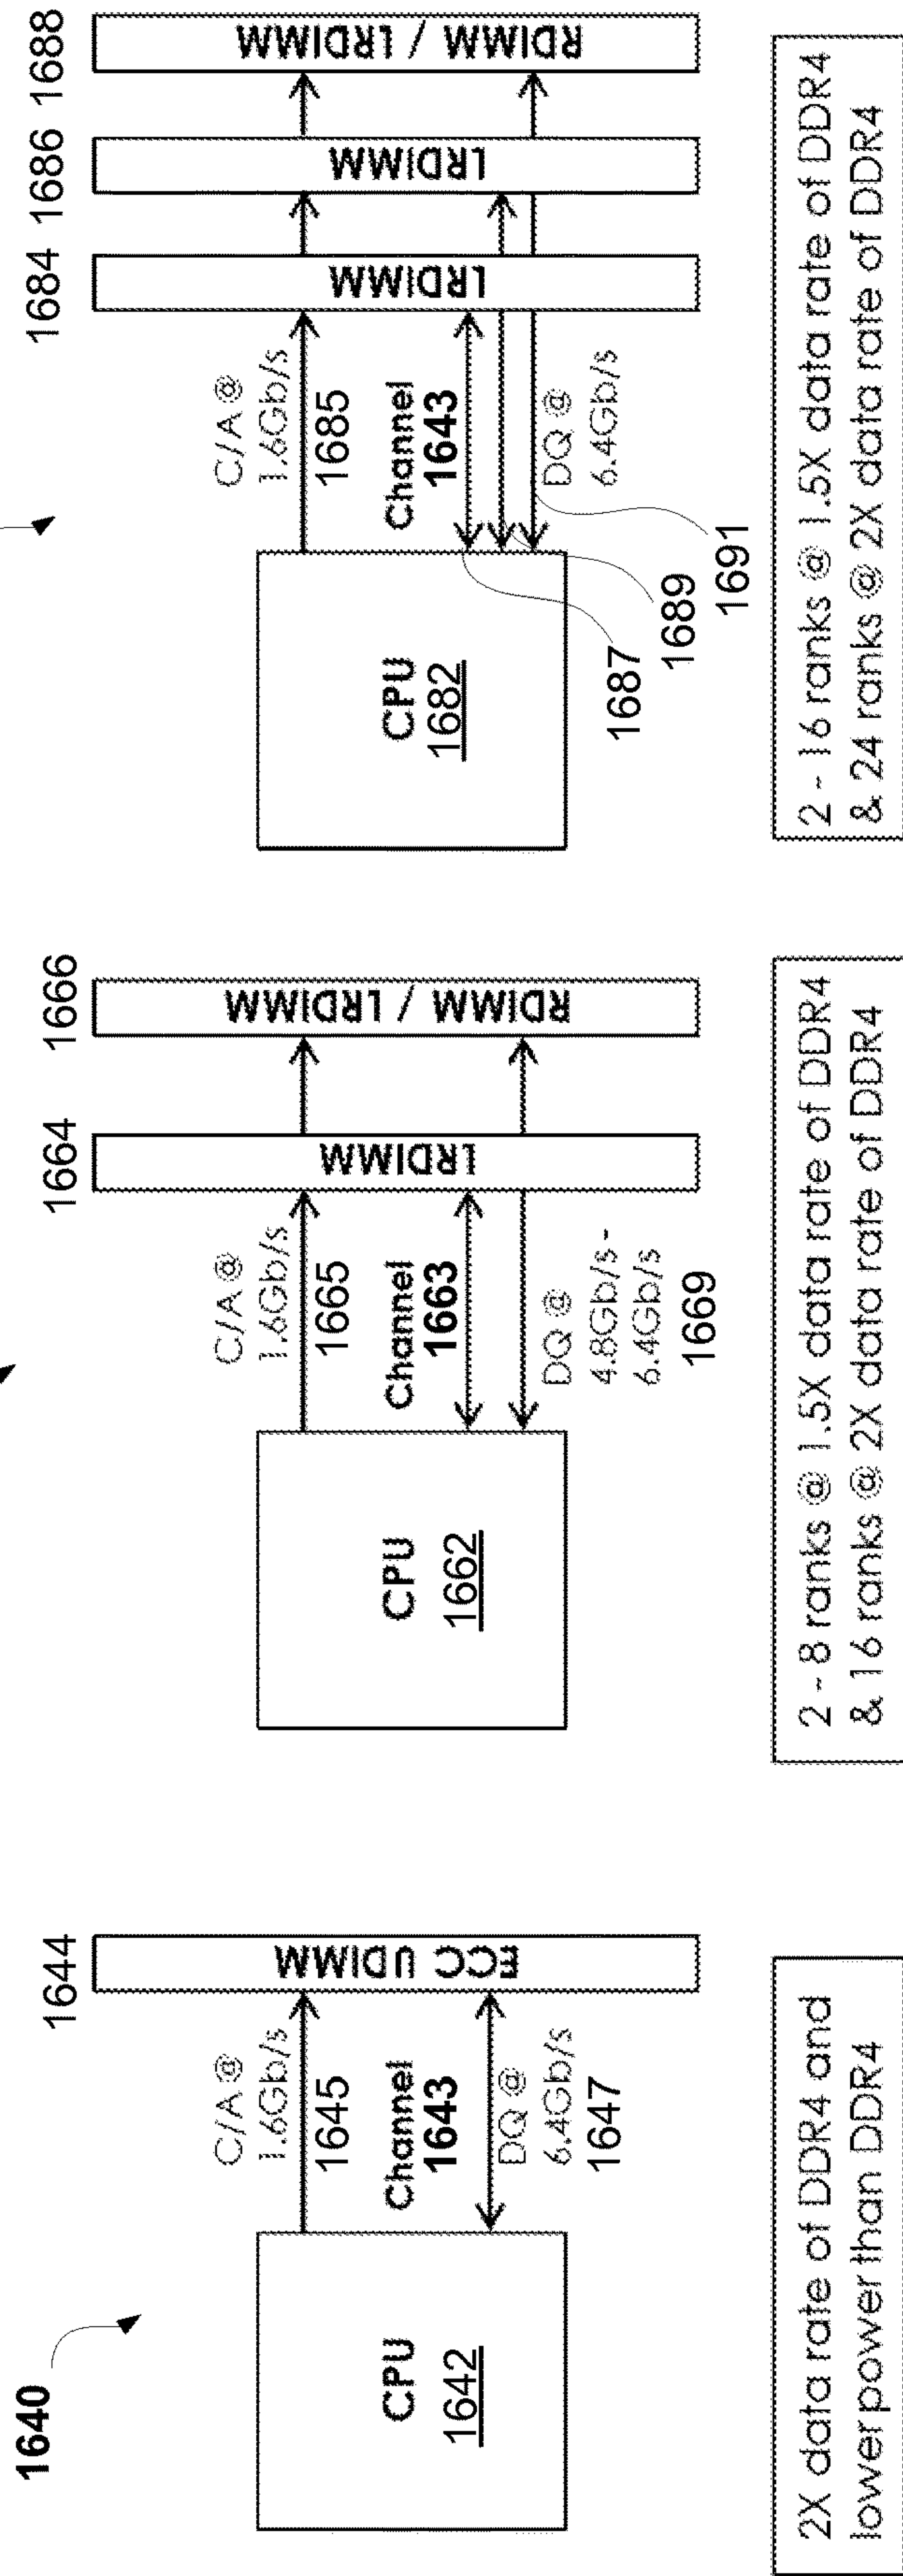 1640
CPU
1642
C/A @
1.6Gb/s
1645
Channel
1643
DQ @
6.4Gb/s
1647
1644
ECC UDIMM
2X data rate of DDR4 and
lower power than DDR4
CPU
1662
C/A @
1.6Gb/s
1665
Channel
1663
DQ @
4.8Gb/s -
6.4Gb/s
1669
1664
LRDIMM
1666
RDIMM / LRDIMM
2 - 8 ranks @ 1.5X data rate of DDR4
& 16 ranks @ 2X data rate of DDR4
CPU
1682
C/A @
1.6Gb/s
1685
Channel
1643
DQ @
6.4Gb/s
1687
1689
1691
1684
LRDIMM
1686
LRDIMM
1688
RDIMM / LRDIMM
2 - 16 ranks @ 1.5X data rate of DDR4
& 24 ranks @ 2X data rate of DDR4